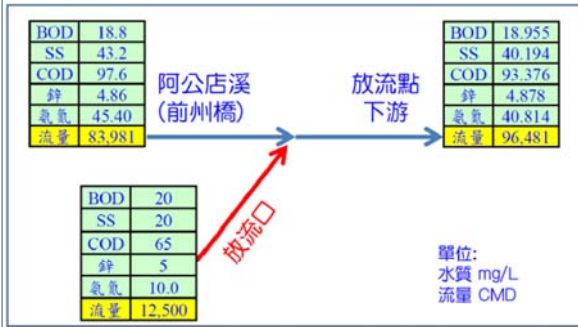 BOD 18.8
SS 43.2
COD 97.6
鋅 4.86
氨氮 45.40
流量 83,981
阿公店溪
(前州橋)
放流點
下游
BOD 18.955
SS 40.194
COD 93.376
鋅 4.878
氨氮 40.814
流量 96,481
BOD 20
SS 20
COD 65
鋅 5
氨氮 10.0
流量 12,500
放流口
單位:
水質 mg/L
流量 CMD